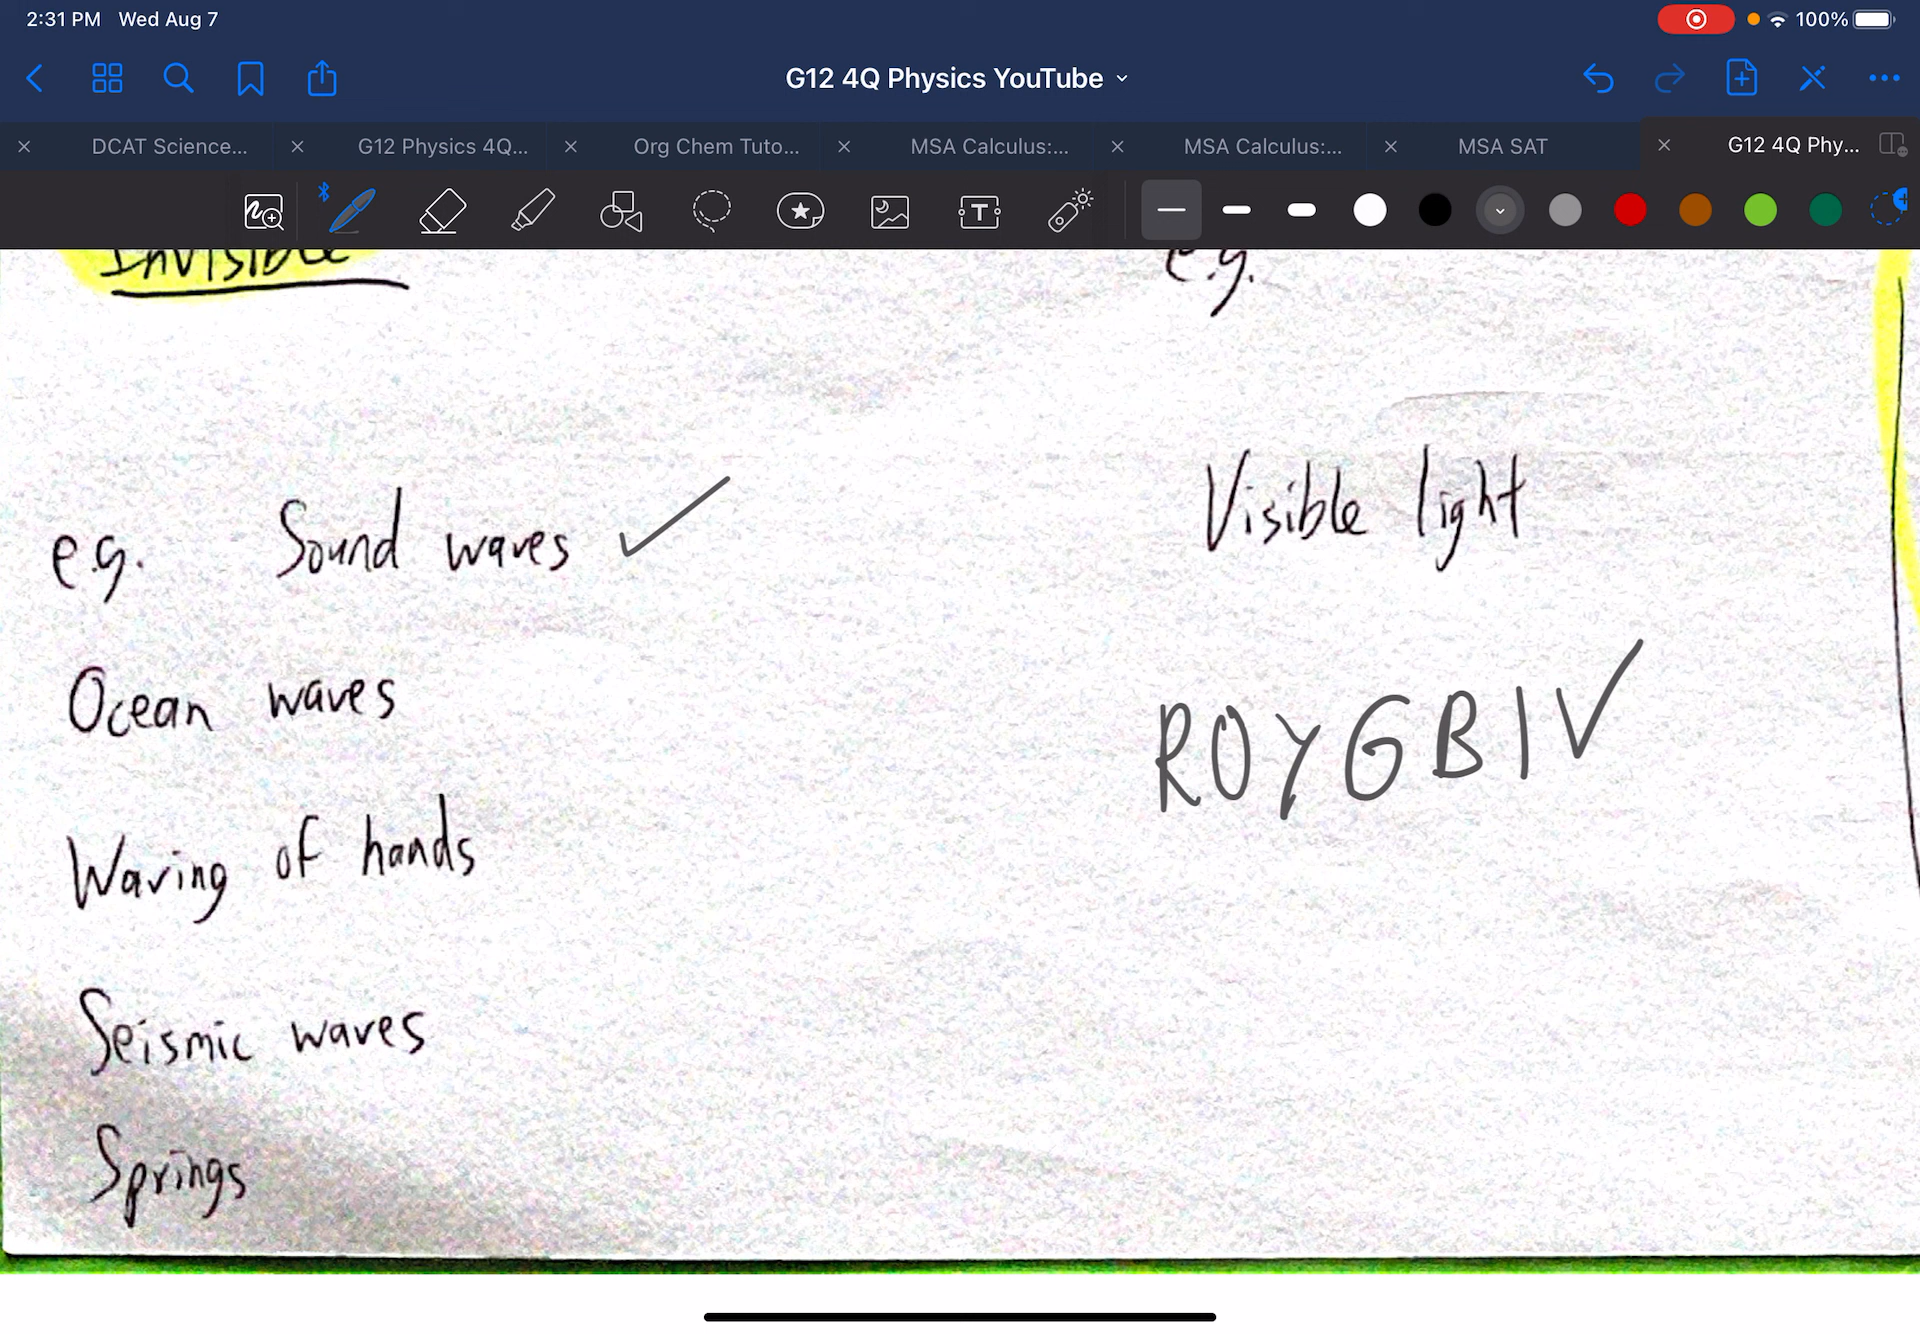 2:31 PM Wed Aug 7
100%
G12 4Q Physics YouTube
DCAT Science...
G12 Physics 4Q...
Org Chem Tuto...
MSA Calculus:...
MSA Calculus:...
MSA SAT
G12 4Q Phy...
Invisible
e.g.
e.g. Sound waves
Ocean waves
Waving of hands
Seismic waves
Springs
Visible light
ROYGBIV